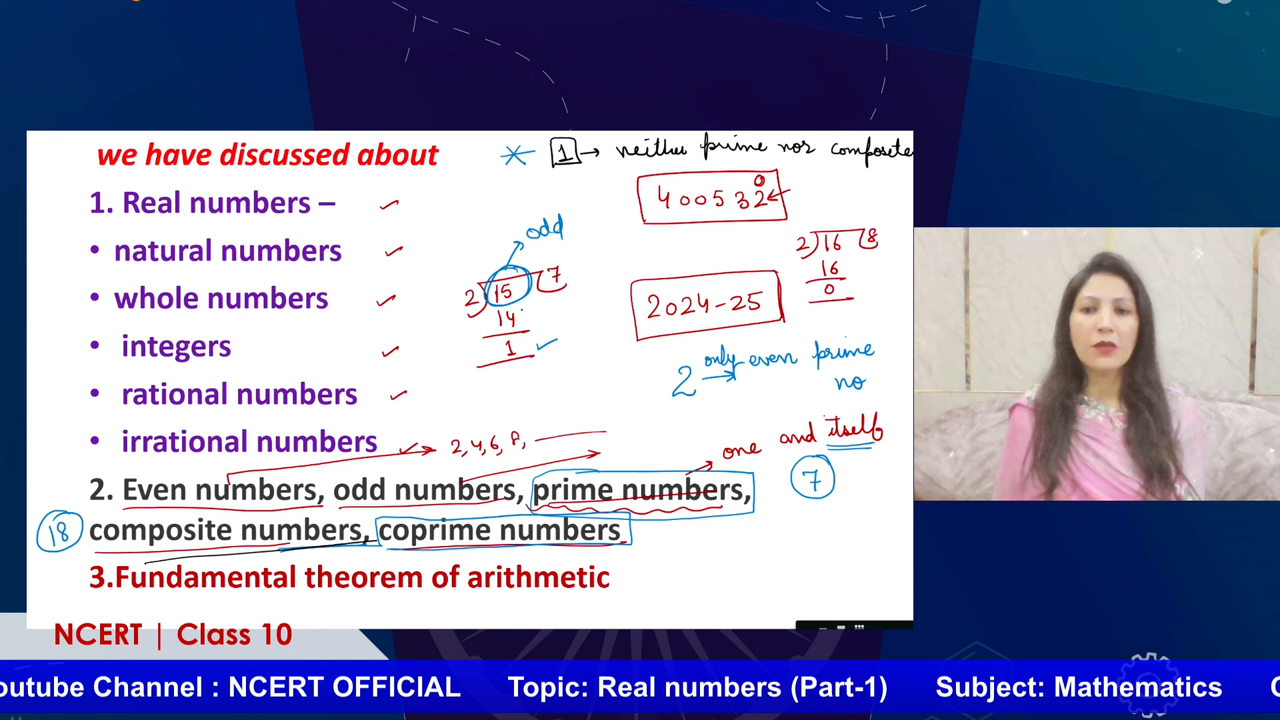 we have discussed about
1 → neither prime nor composite
1. Real numbers –
400532
0
odd
• natural numbers
2)16(8
16
0
• whole numbers
2)15(7
14
1
2024-25
• integers
2 → only even prime no
• rational numbers
one and itself
• irrational numbers
2, 4, 6, 8,
7
2. Even numbers, odd numbers, prime numbers,
18
composite numbers, coprime numbers
3.Fundamental theorem of arithmetic
NCERT | Class 10
outube Channel : NCERT OFFICIAL Topic: Real numbers (Part-1) Subject: Mathematics